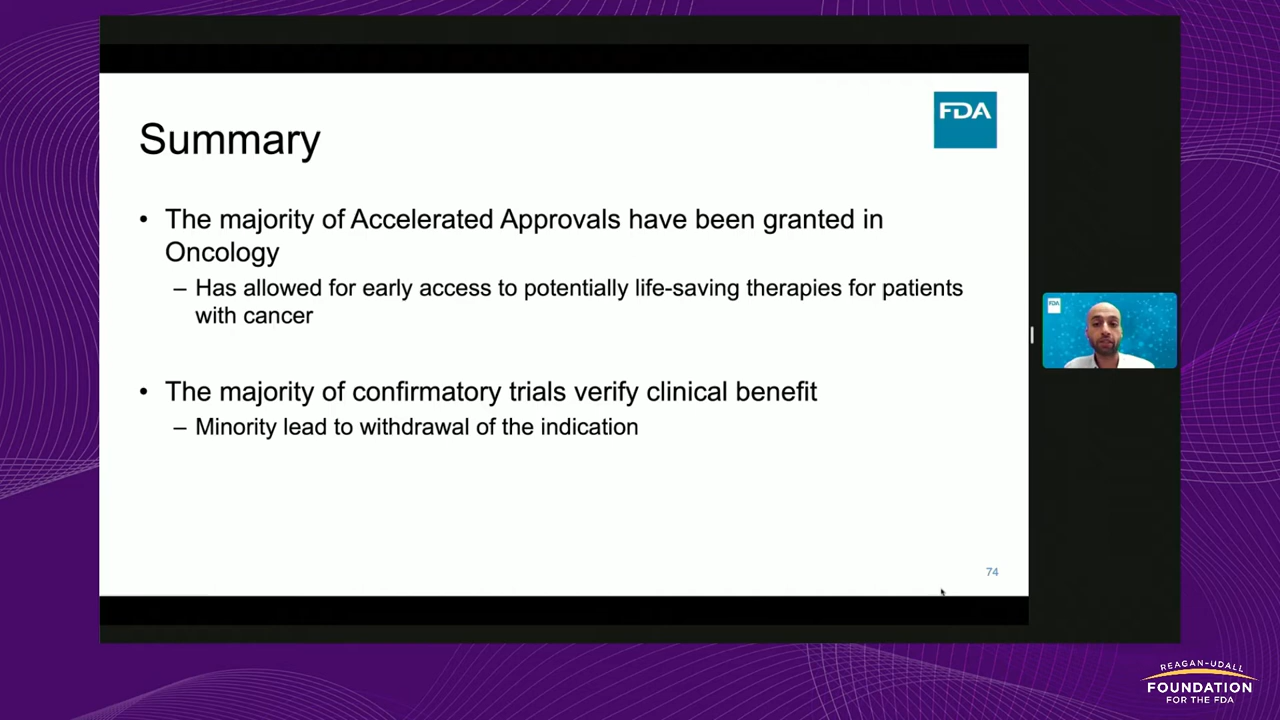 FDA
Summary
• The majority of Accelerated Approvals have been granted in
Oncology
– Has allowed for early access to potentially life-saving therapies for patients
with cancer
• The majority of confirmatory trials verify clinical benefit
– Minority lead to withdrawal of the indication
74
FDA
REAGAN-UDALL
FOUNDATION
FOR THE FDA